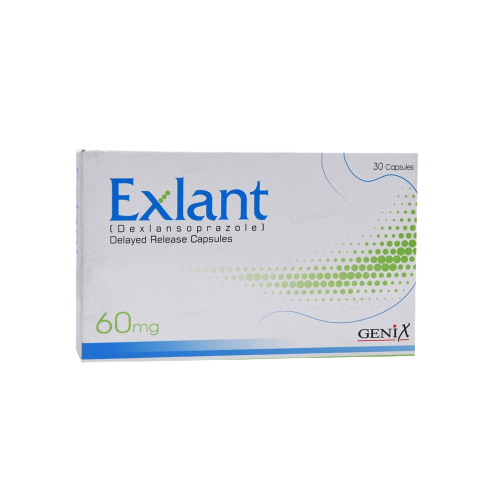 30 Capsules
Exlant
(Dexlansoprazole)
Delayed Release Capsules
60mg
GENIX